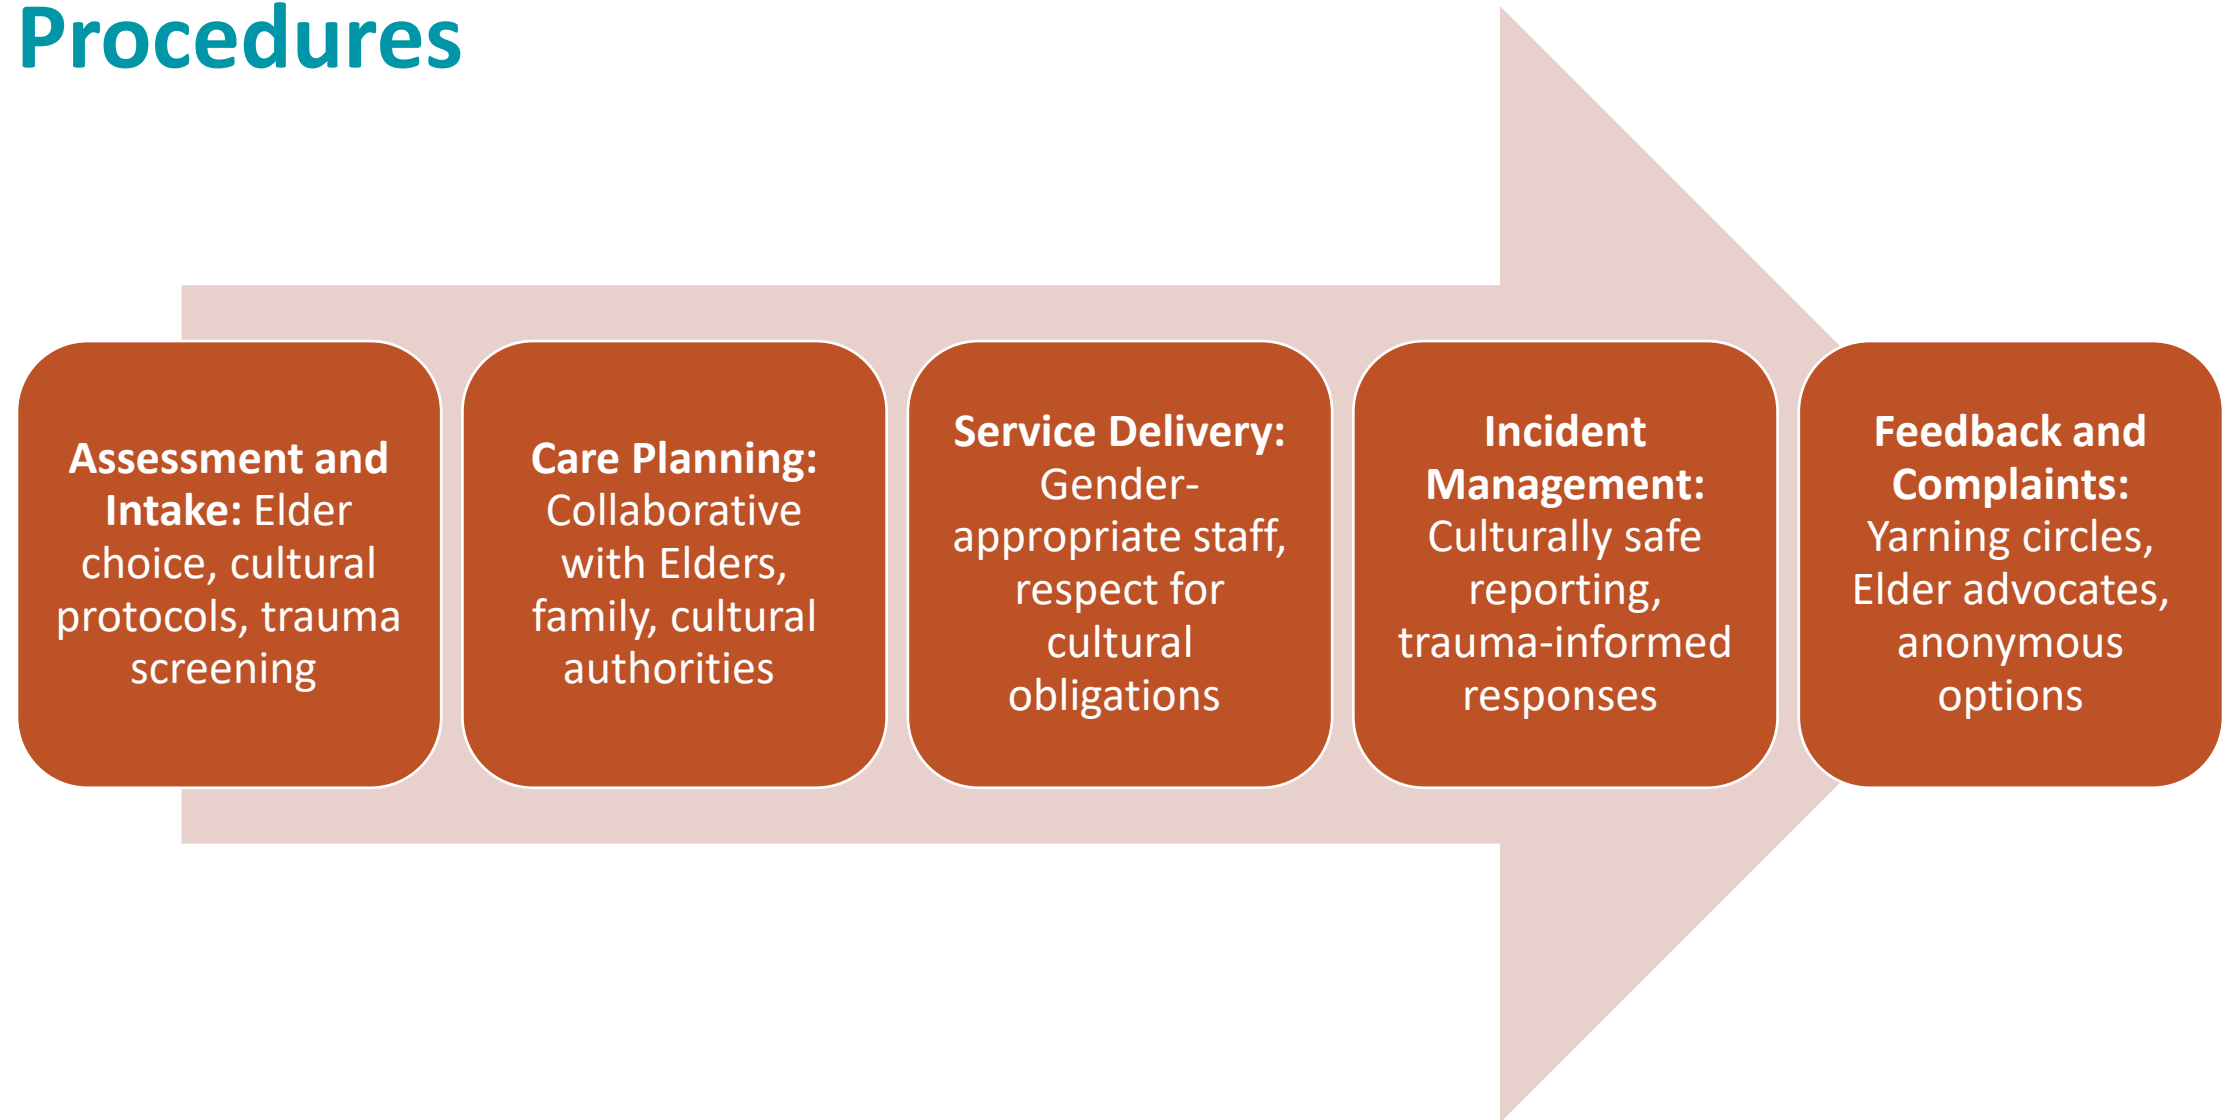 Procedures
Assessment and
Intake: Elder
choice, cultural
protocols, trauma
screening
Care Planning:
Collaborative
with Elders,
family, cultural
authorities
Service Delivery:
Gender-
appropriate staff,
respect for
cultural
obligations
Incident
Management:
Culturally safe
reporting,
trauma-informed
responses
Feedback and
Complaints:
Yarning circles,
Elder advocates,
anonymous
options